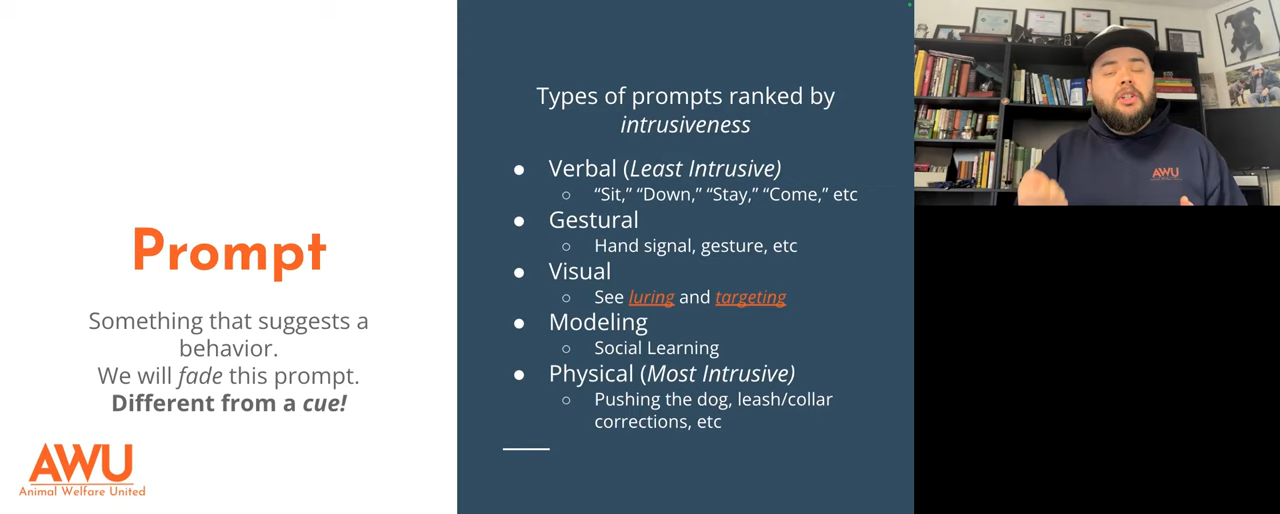 Prompt
Something that suggests a
behavior.
We will fade this prompt.
Different from a cue!
AWU
Animal Welfare United
Types of prompts ranked by
intrusiveness
● Verbal (Least Intrusive)
○ “Sit,” “Down,” “Stay,” “Come,” etc
● Gestural
○ Hand signal, gesture, etc
● Visual
○ See luring and targeting
● Modeling
○ Social Learning
● Physical (Most Intrusive)
○ Pushing the dog, leash/collar
corrections, etc
AWU